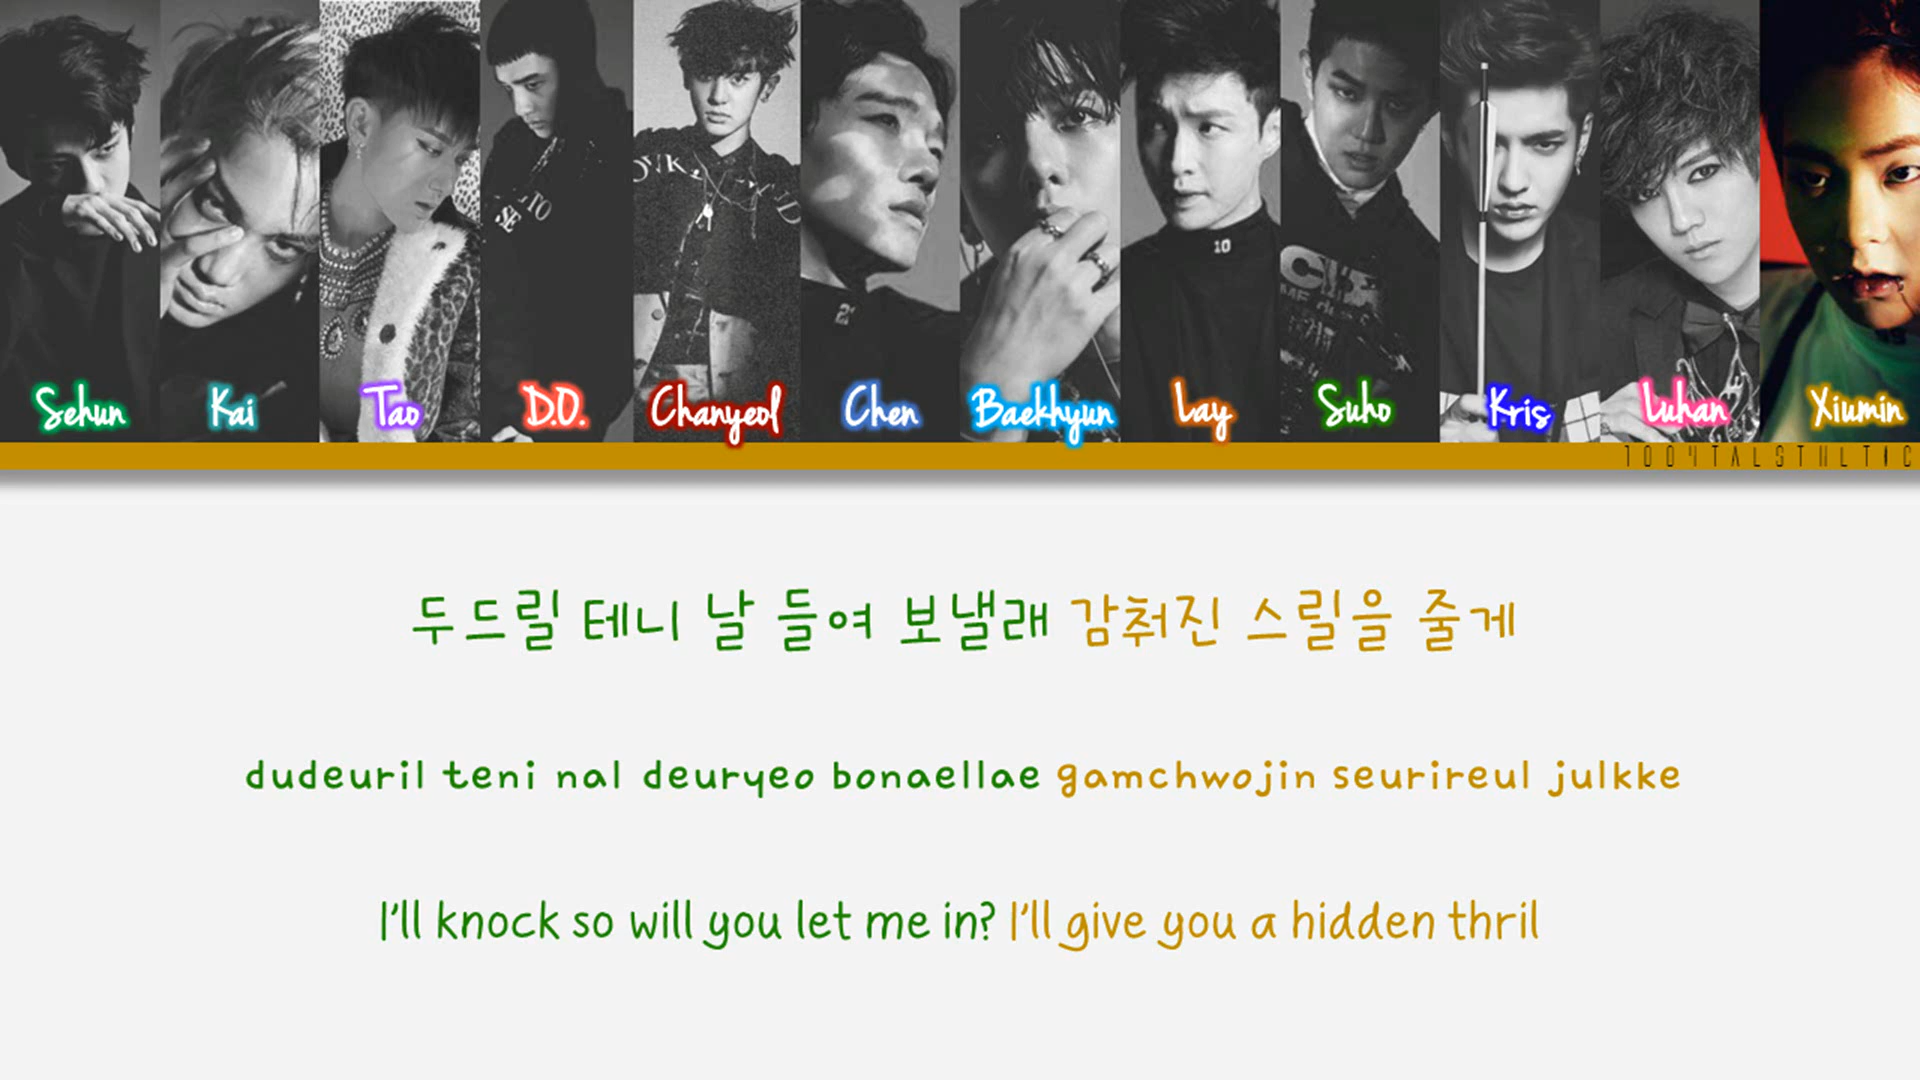 Sehun Kai Tao D.O. Chanyeol Chen Baekhyun Lay Suho Kris Luhan Xiumin
두드릴 테니 날 들여 보낼래 감춰진 스릴을 줄게
dudeuril teni nal deuryeo bonaellae gamchwojin seurireul julkke
I'll knock so will you let me in? I'll give you a hidden thril